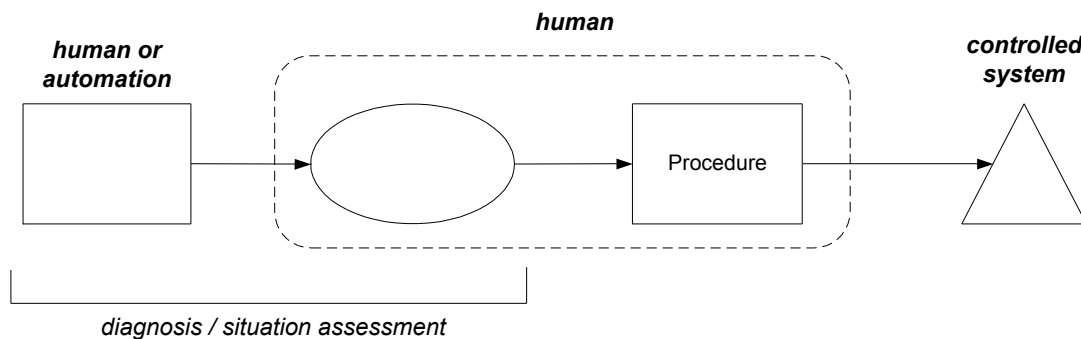 human
human or
automation
controlled
system
Procedure
diagnosis / situation assessment